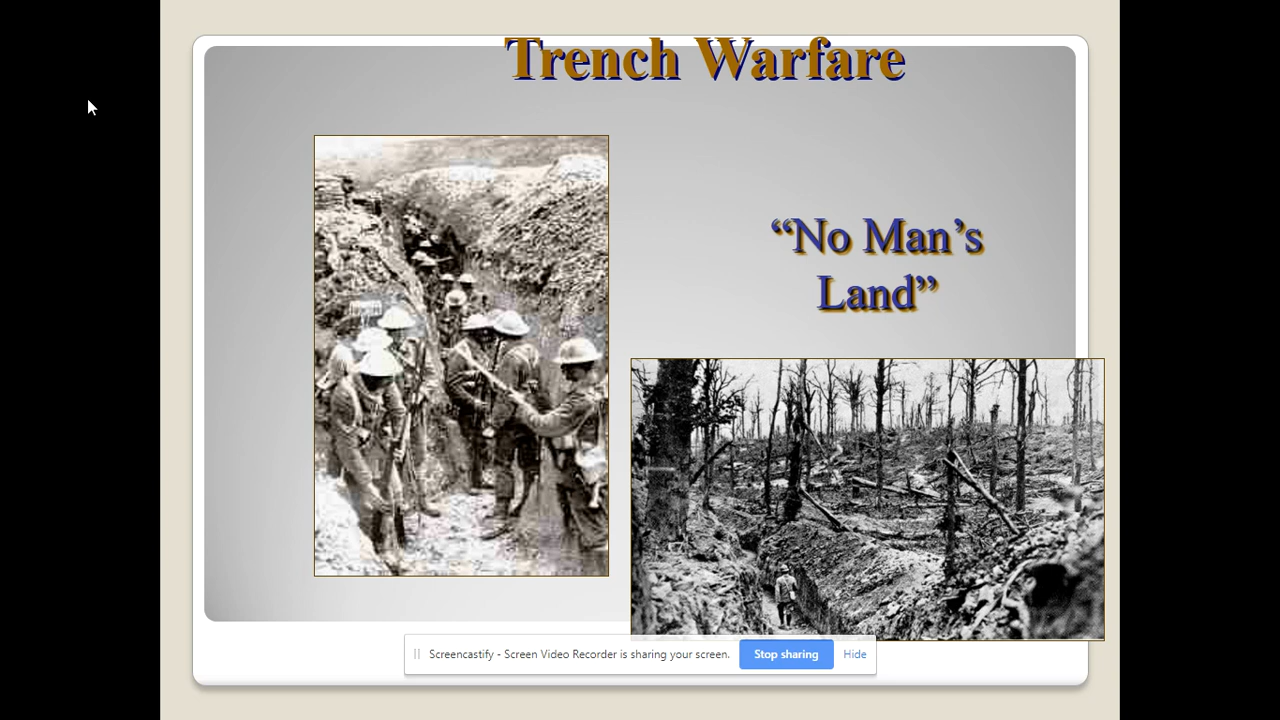 Trench Warfare
“No Man’s
Land”
Screencastify - Screen Video Recorder is sharing your screen.
Stop sharing
Hide